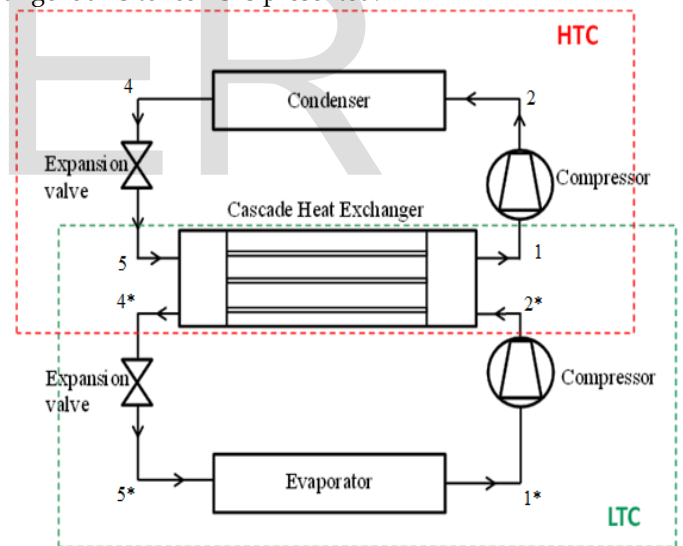 HTC
4
2
Condenser
Expansion
valve
Compressor
Cascade Heat Exchanger
5
1
4*
2*
Expansion
valve
Compressor
Evaporator
5*
1*
LTC
ER